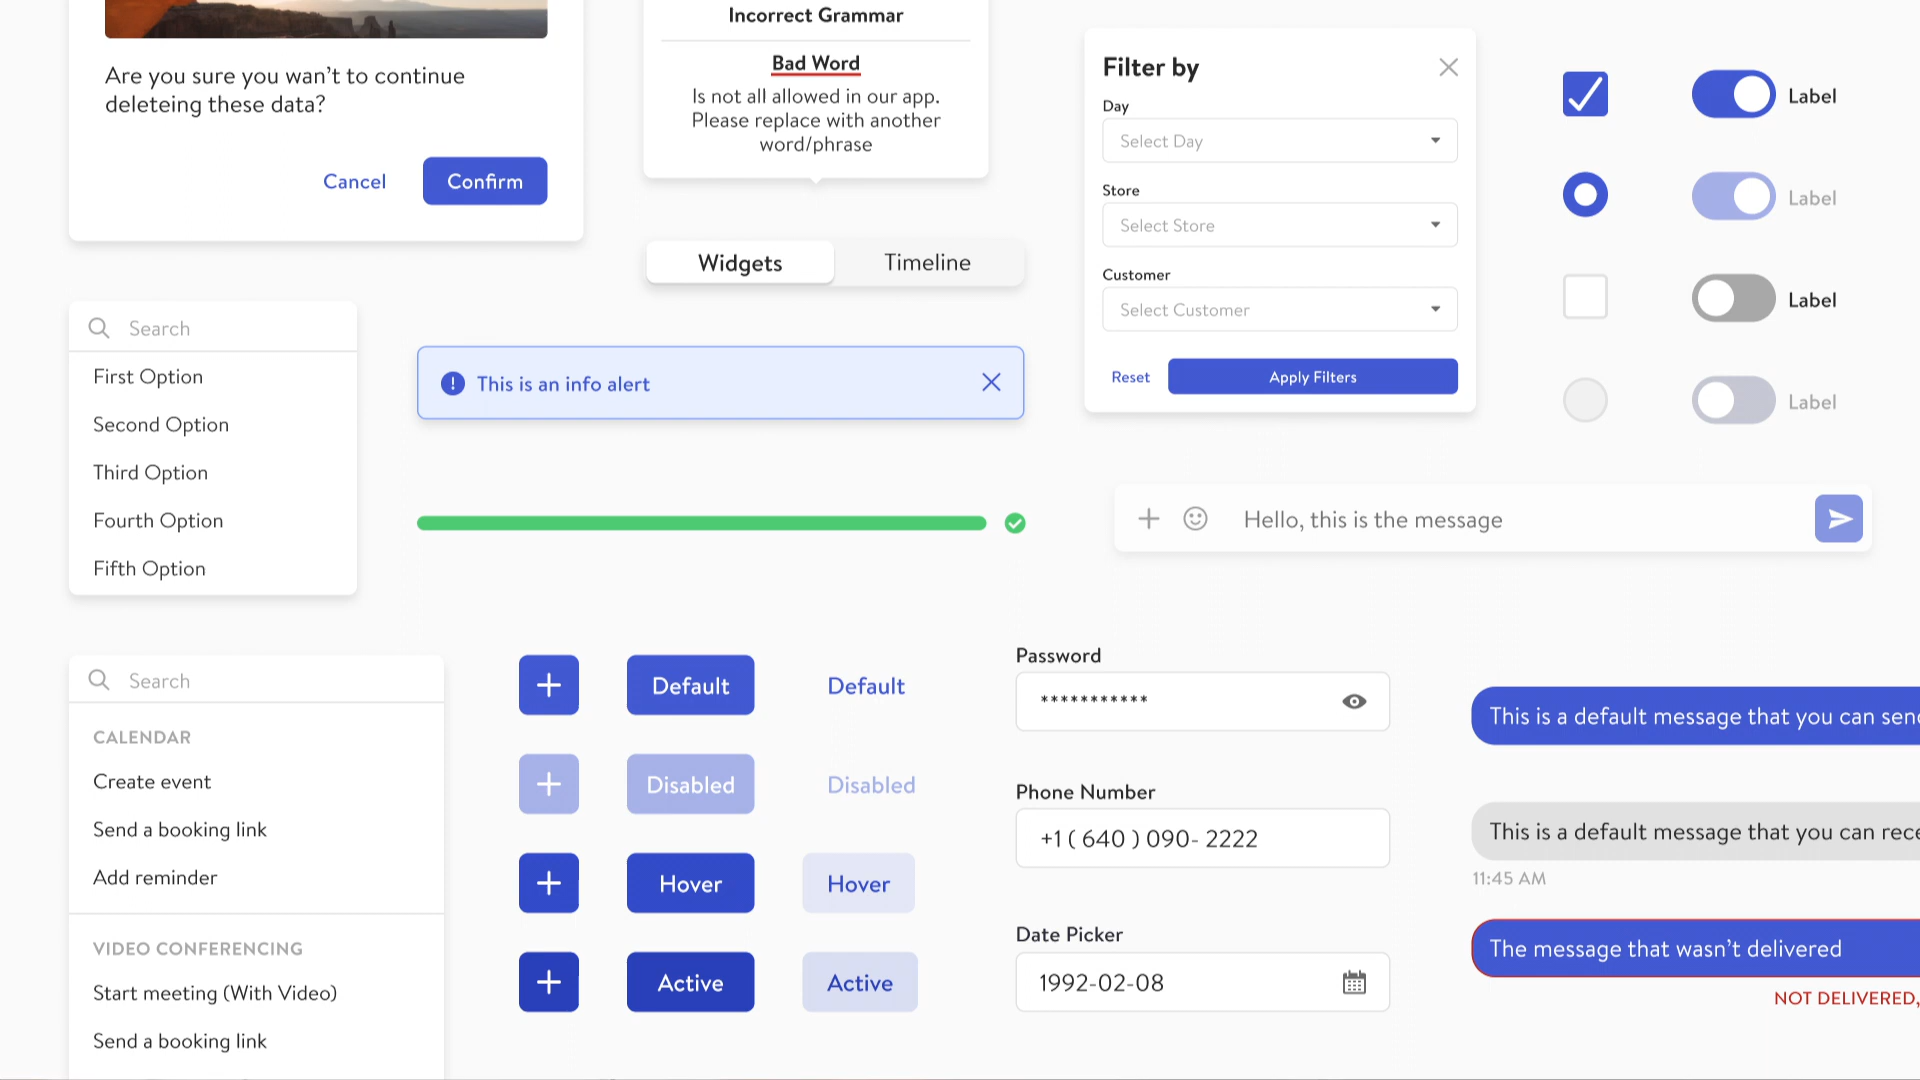 Are you sure you wan’t to continue
deleteing these data?
Cancel
Confirm
Incorrect Grammar
Bad Word
Is not all allowed in our app.
Please replace with another
word/phrase
Widgets
Timeline
Filter by
Day
Select Day
Store
Select Store
Customer
Select Customer
Reset
Apply Filters
Label
Label
Label
Label
Search
First Option
Second Option
Third Option
Fourth Option
Fifth Option
This is an info alert
Hello, this is the message
Search
CALENDAR
Create event
Send a booking link
Add reminder
VIDEO CONFERENCING
Start meeting (With Video)
Send a booking link
Default
Default
Disabled
Disabled
Hover
Hover
Active
Active
Password
***********
Phone Number
+1 ( 640 ) 090- 2222
Date Picker
1992-02-08
This is a default message that you can
This is a default message that you can
11:45 AM
The message that wasn’t delivered
NOT DELIVERED,